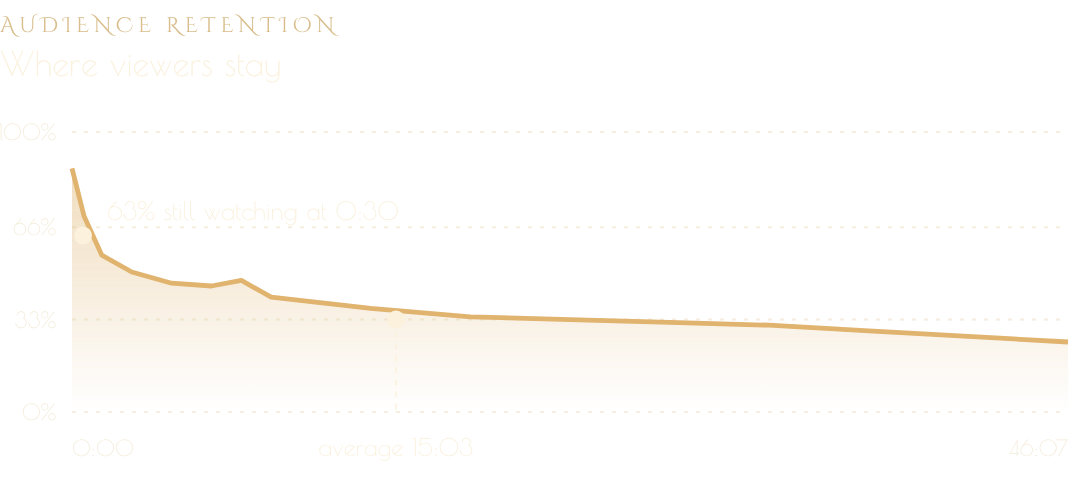 AUDIENCE RETENTION
Where viewers stay
100%
63% still watching at 0:30
66%
33%
0%
0:00 average 15:03 46:07